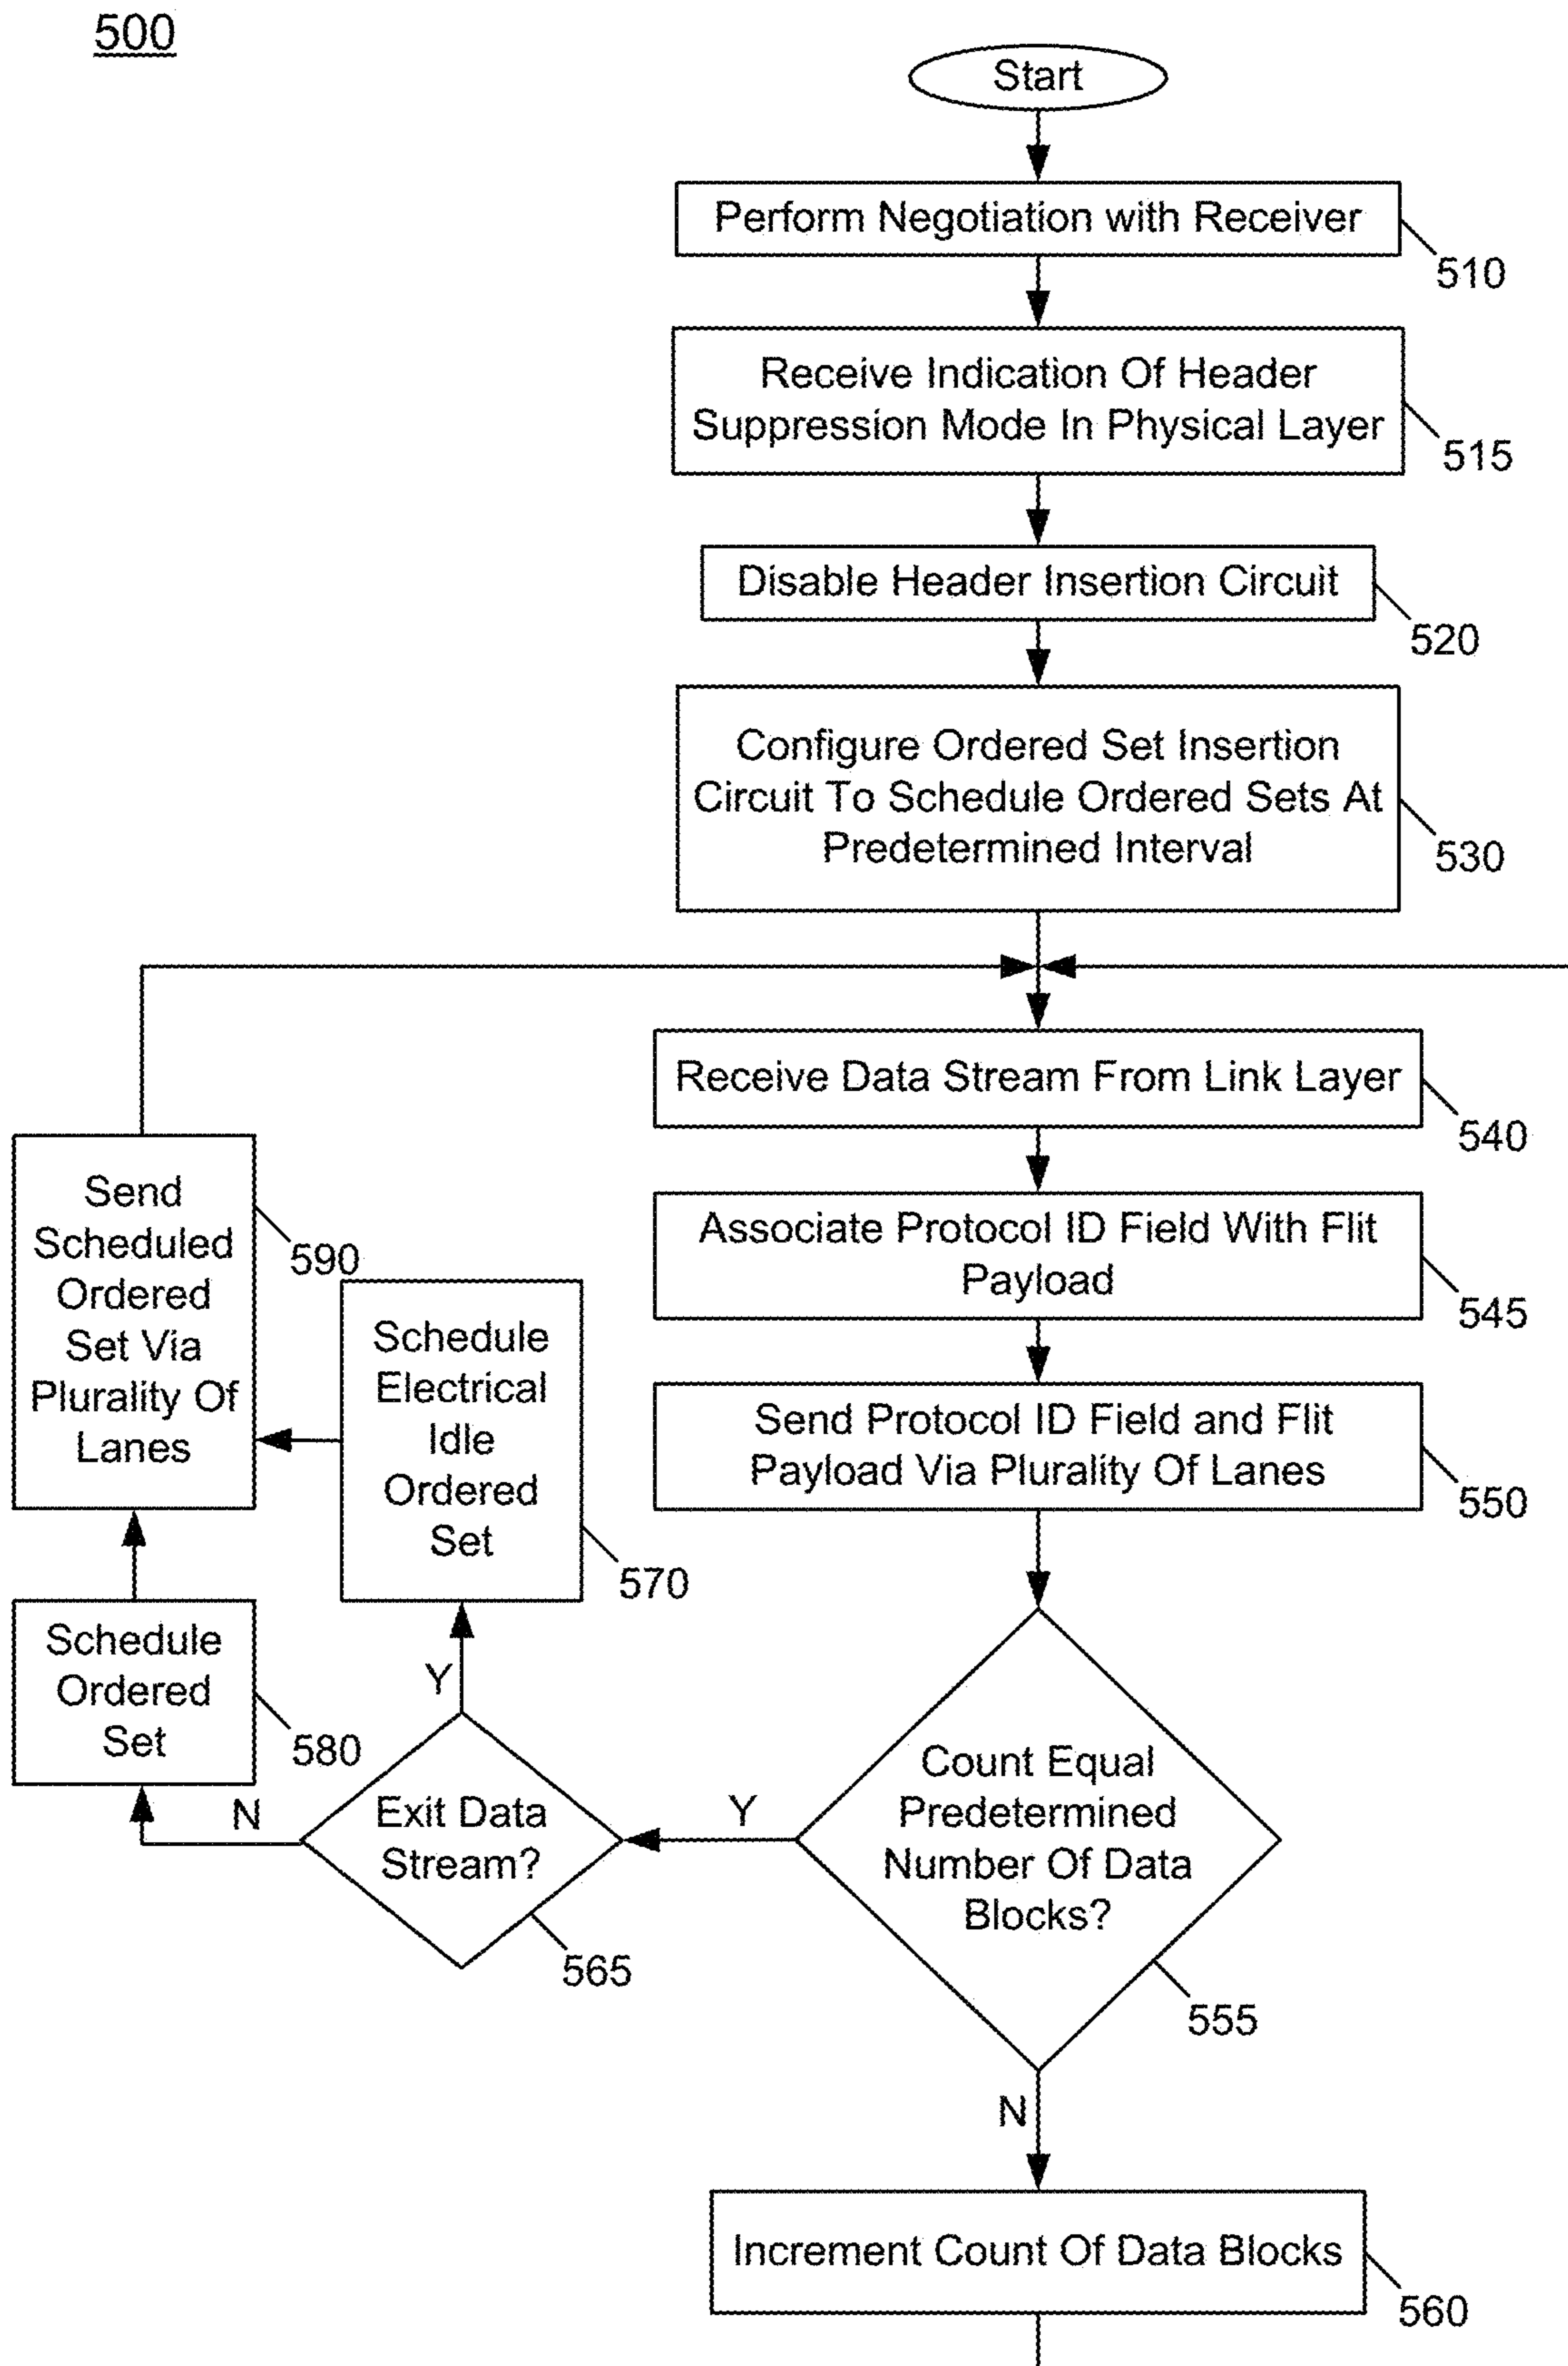 500
Start
Perform Negotiation with Receiver
510
Receive Indication Of Header
Suppression Mode In Physical Layer
515
Disable Header Insertion Circuit
520
Configure Ordered Set Insertion
Circuit To Schedule Ordered Sets At
Predetermined Interval
530
Receive Data Stream From Link Layer
540
Associate Protocol ID Field With Flit
Payload
545
Send Protocol ID Field and Flit
Payload Via Plurality Of Lanes
550
Count Equal
Predetermined
Number Of Data
Blocks?
555
Y
N
Increment Count Of Data Blocks
560
Exit Data
Stream?
565
Y
N
Schedule
Electrical
Idle
Ordered
Set
570
Schedule
Ordered
Set
580
Send
Scheduled
Ordered
Set Via
Plurality Of
Lanes
590